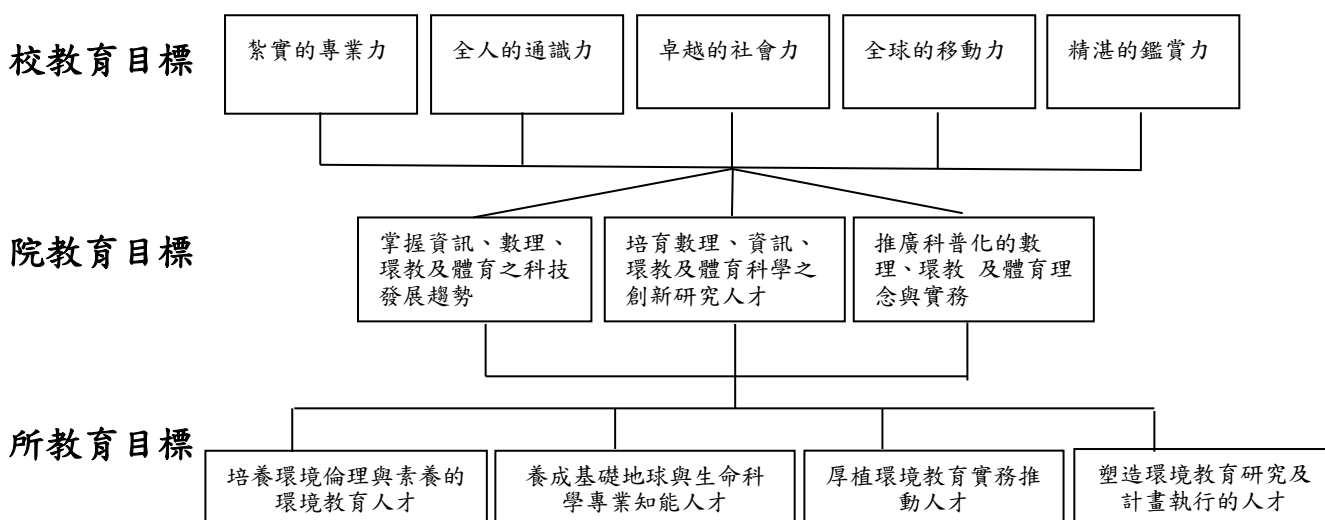 校教育目標
紮實的專業力
全人的通識力
卓越的社會力
全球的移動力
精湛的鑑賞力
院教育目標
掌握資訊、數理、
環教及體育之科技
發展趨勢
培育數理、資訊、
環教及體育科學之
創新研究人才
推廣科普化的數
理、環教 及體育理
念與實務
所教育目標
培養環境倫理與素養的
環境教育人才
養成基礎地球與生命科
學專業知能人才
厚植環境教育實務推
動人才
塑造環境教育研究及
計畫執行的人才